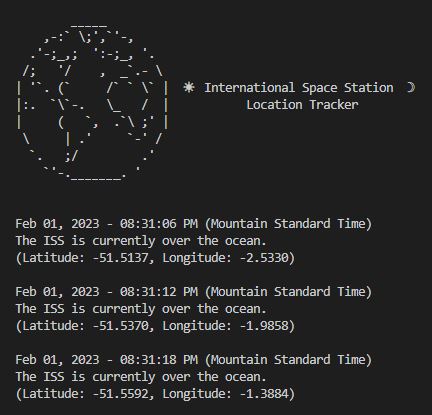 ☀ International Space Station ☽
Location Tracker
Feb 01, 2023 - 08:31:06 PM (Mountain Standard Time)
The ISS is currently over the ocean.
(Latitude: -51.5137, Longitude: -2.5330)
Feb 01, 2023 - 08:31:12 PM (Mountain Standard Time)
The ISS is currently over the ocean.
(Latitude: -51.5370, Longitude: -1.9858)
Feb 01, 2023 - 08:31:18 PM (Mountain Standard Time)
The ISS is currently over the ocean.
(Latitude: -51.5592, Longitude: -1.3884)